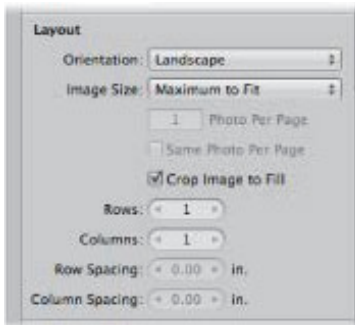 Layout
Orientation: Landscape
Image Size: Maximum to Fit
1 Photo Per Page
Same Photo Per Page
Crop Image to Fill
Rows: 1
Columns: 1
Row Spacing: 0.00 in.
Column Spacing: 0.00 in.